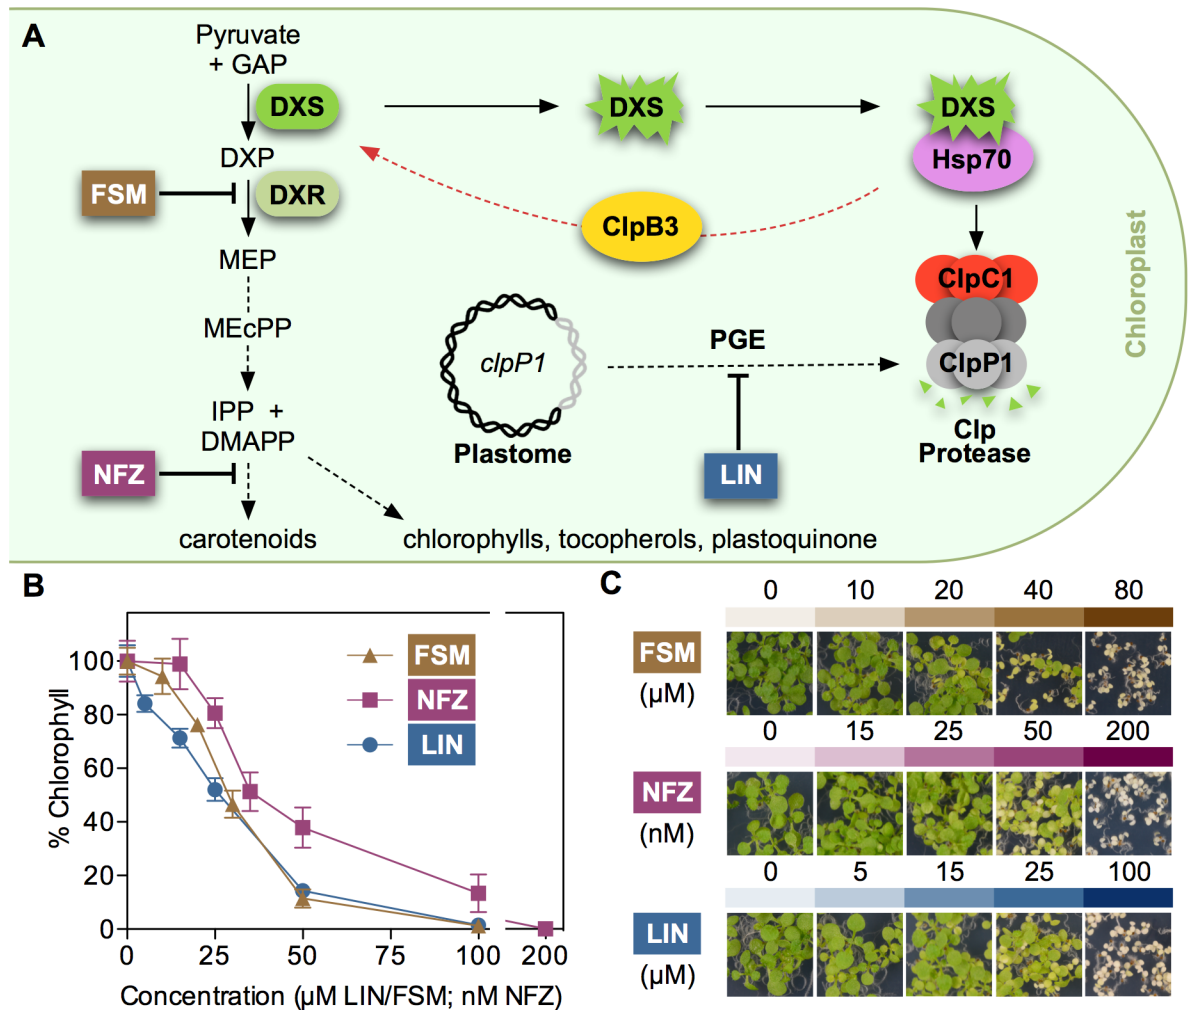 A
Pyruvate
+ GAP
DXS
DXS
DXS
Hsp70
DXP
FSM
DXR
MEP
ClpB3
ClpC1
MEcPP
clpP1
PGE
ClpP1
IPP +
DMAPP
Plastome
Clp
Protease
NFZ
LIN
carotenoids
chlorophylls, tocopherols, plastoquinone
Chloroplast
B
% Chlorophyll
100
80
60
40
20
0
FSM
NFZ
LIN
0 25 50 75 100 200
Concentration (µM LIN/FSM; nM NFZ)
C
0 10 20 40 80
FSM
(µM)
0 15 25 50 200
NFZ
(nM)
0 5 15 25 100
LIN
(µM)